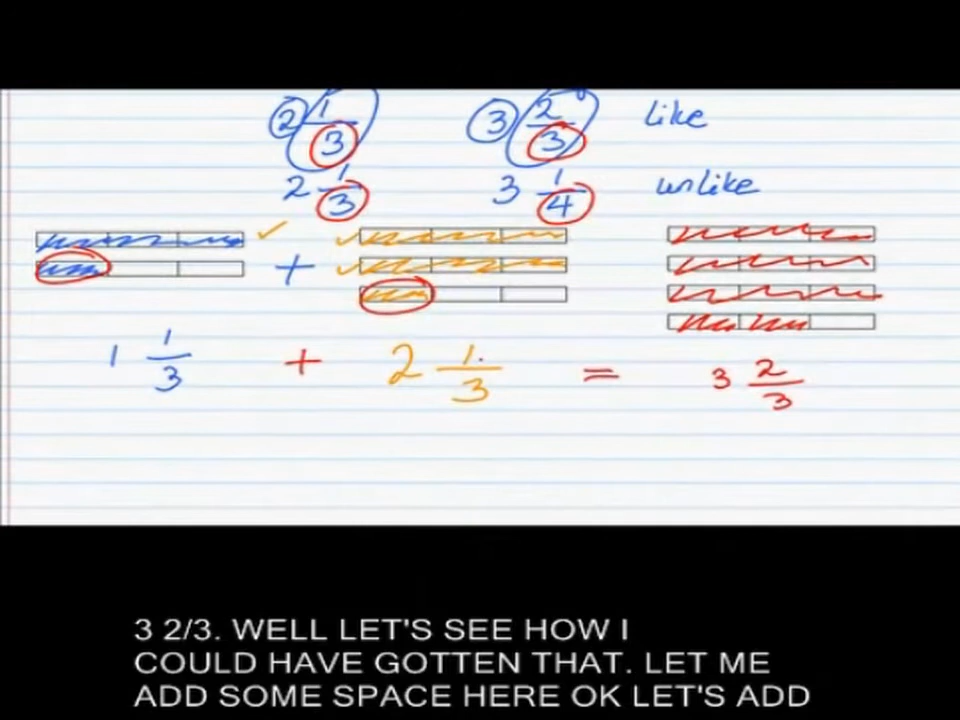 2 1/3 3 2/3 like
2 1/3 3 1/4 unlike
+
1 1/3 + 2 1/3 = 3 2/3
3 2/3. WELL LET'S SEE HOW I
COULD HAVE GOTTEN THAT. LET ME
ADD SOME SPACE HERE OK LET'S ADD